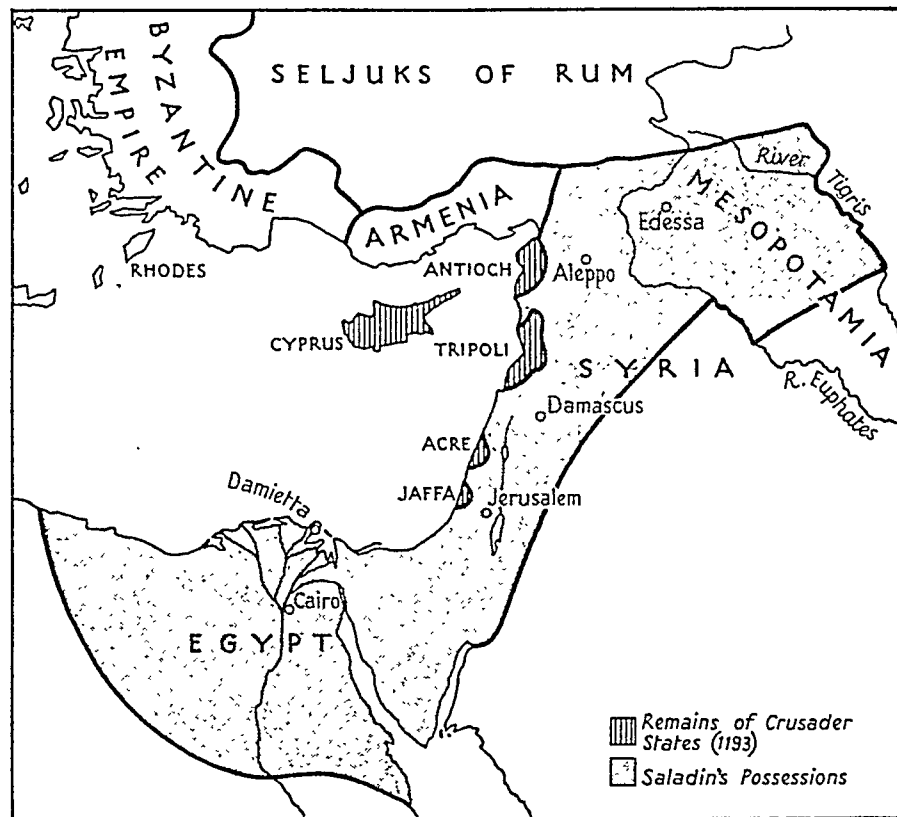 BYZANTINE
EMPIRE
SELJUKS OF RUM
River Tigris
MESOPOTAMIA
ARMENIA
Edessa
RHODES
ANTIOCH
Aleppo
CYPRUS
TRIPOLI
SYRIA
R. Euphates
Damascus
ACRE
Damietta
JAFFA
Jerusalem
Cairo
EGYPT
Remains of Crusader
States (1193)
Saladin's Possessions